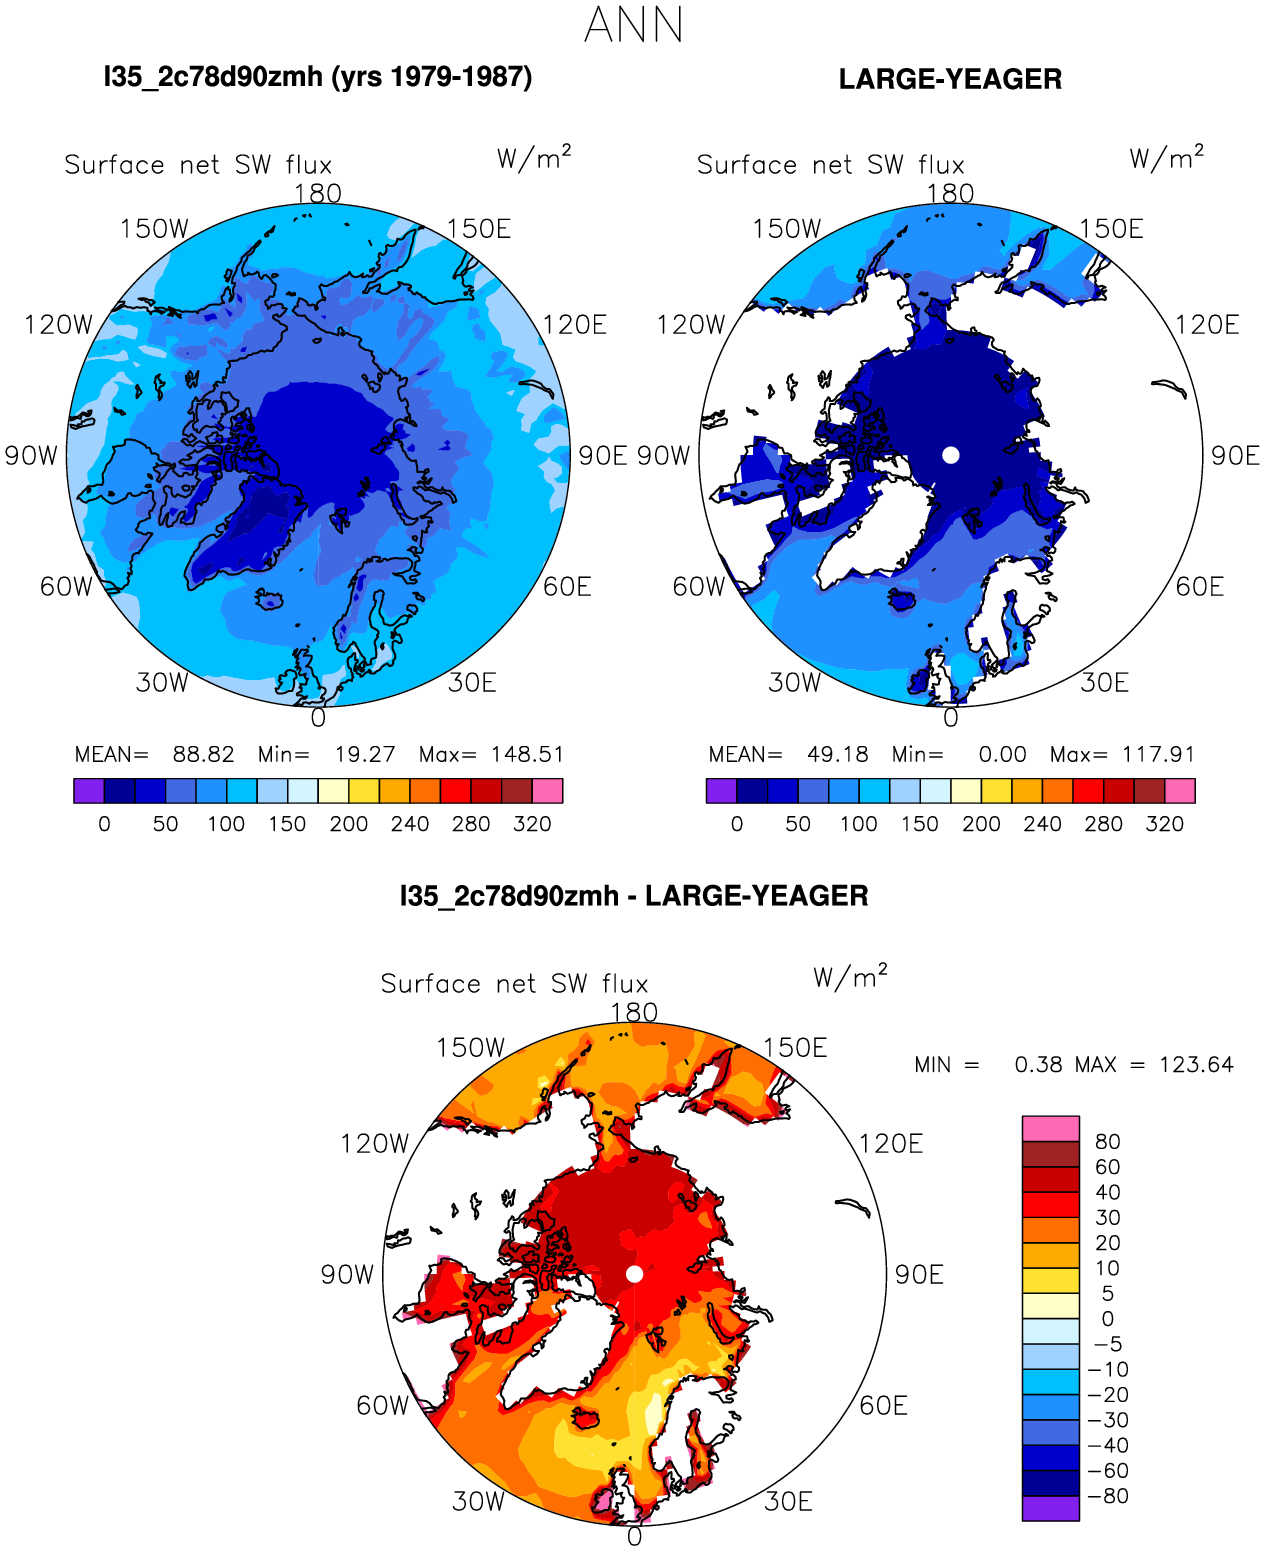 ANN
l35_2c78d90zmh (yrs 1979-1987)
LARGE-YEAGER
Surface net SW flux W/m2
Surface net SW flux W/m2
180
150W 150E
120W 120E
90W 90E
60W 60E
30W 30E
0
180
150W 150E
120W 120E
90W 90E
60W 60E
30W 30E
0
MEAN= 88.82 Min= 19.27 Max= 148.51
0 50 100 150 200 240 280 320
MEAN= 49.18 Min= 0.00 Max= 117.91
0 50 100 150 200 240 280 320
l35_2c78d90zmh - LARGE-YEAGER
Surface net SW flux W/m2
180
150W 150E
120W 120E
90W 90E
60W 60E
30W 30E
0
MIN = 0.38 MAX = 123.64
80
60
40
30
20
10
5
0
-5
-10
-20
-30
-40
-60
-80